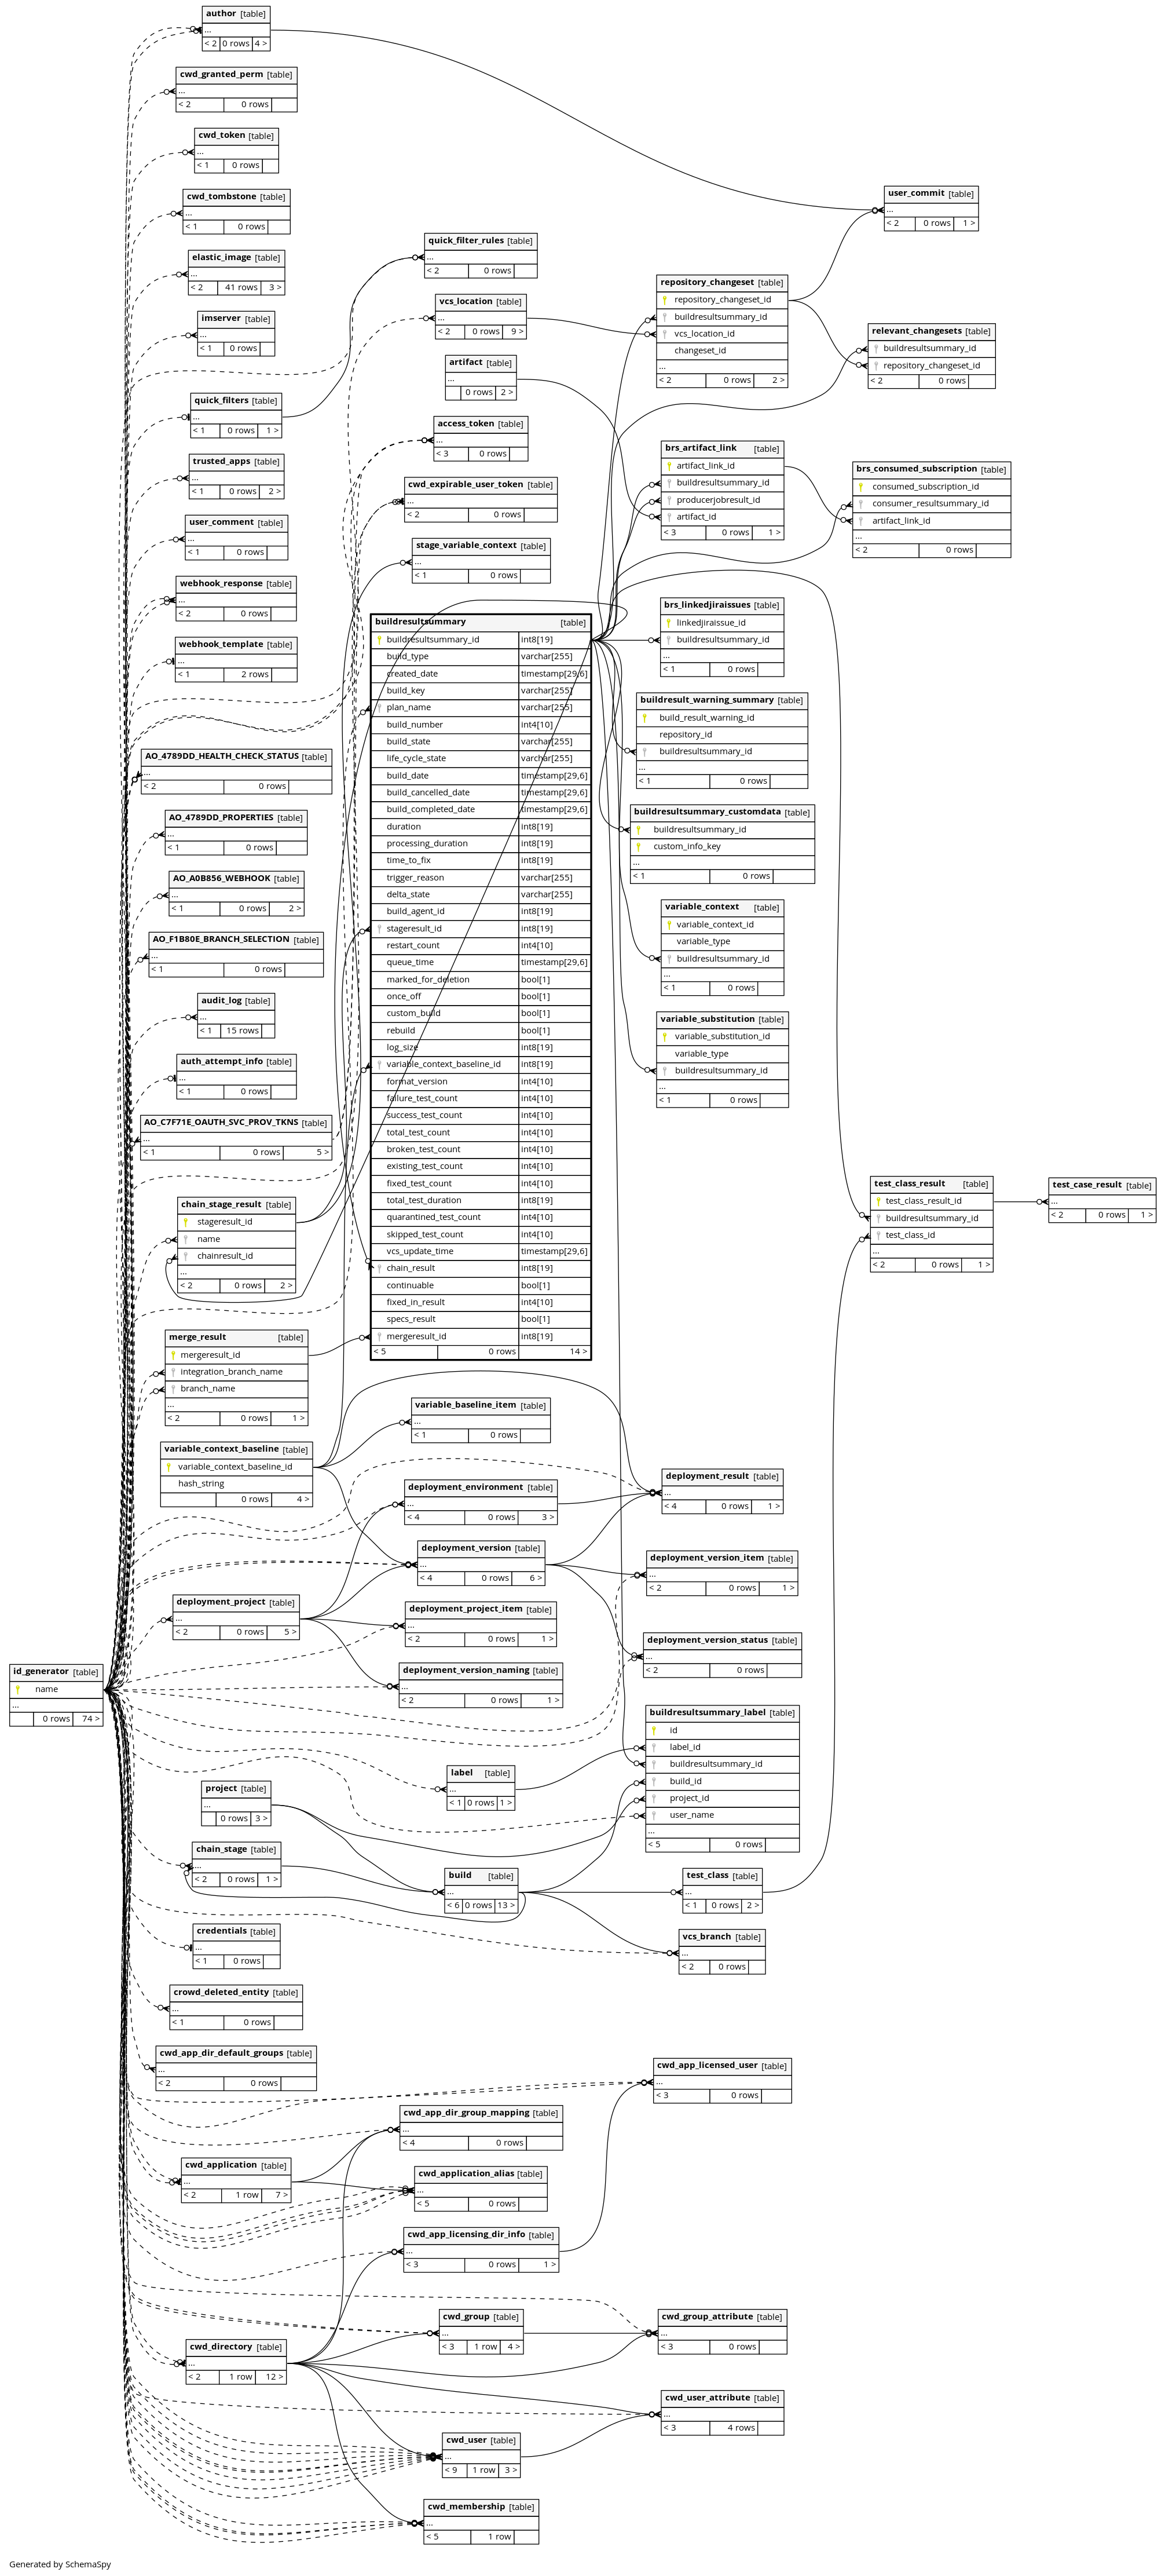 author [table]
...
< 2 0 rows 4 >
cwd_granted_perm [table]
...
< 2 0 rows
cwd_token [table]
...
< 1 0 rows
cwd_tombstone [table]
...
< 1 0 rows
elastic_image [table]
...
< 2 41 rows 3 >
imserver [table]
...
< 1 0 rows
quick_filters [table]
...
< 1 0 rows 1 >
trusted_apps [table]
...
< 1 0 rows 2 >
user_comment [table]
...
< 1 0 rows
webhook_response [table]
...
< 2 0 rows
webhook_template [table]
...
< 1 2 rows
AO_4789DD_HEALTH_CHECK_STATUS [table]
...
< 2 0 rows
AO_4789DD_PROPERTIES [table]
...
< 1 0 rows
AO_A0B856_WEBHOOK [table]
...
< 1 0 rows 2 >
AO_F1B80E_BRANCH_SELECTION [table]
...
< 1 0 rows
audit_log [table]
...
< 1 15 rows
auth_attempt_info [table]
...
< 1 0 rows
AO_C7F71E_OAUTH_SVC_PROV_TKNS [table]
...
< 1 0 rows 5 >
chain_stage_result [table]
stageresult_id
name
chainresult_id
...
< 2 0 rows 2 >
merge_result [table]
mergeresult_id
integration_branch_name
branch_name
...
< 2 0 rows 1 >
variable_context_baseline [table]
variable_context_baseline_id
hash_string
0 rows 4 >
deployment_project [table]
...
< 2 0 rows 5 >
id_generator [table]
name
...
0 rows 74 >
project [table]
...
0 rows 3 >
chain_stage [table]
...
< 2 0 rows 1 >
credentials [table]
...
< 1 0 rows
crowd_deleted_entity [table]
...
< 1 0 rows
cwd_app_dir_default_groups [table]
...
< 2 0 rows
cwd_application [table]
...
< 2 1 row 7 >
cwd_directory [table]
...
< 2 1 row 12 >
quick_filter_rules [table]
...
< 2 0 rows
vcs_location [table]
...
< 2 0 rows 9 >
artifact [table]
...
0 rows 2 >
access_token [table]
...
< 3 0 rows
cwd_expirable_user_token [table]
...
< 2 0 rows
stage_variable_context [table]
...
< 1 0 rows
buildresultsummary [table]
buildresultsummary_id int8[19]
build_type varchar[255]
created_date timestamp[29,6]
build_key varchar[255]
plan_name varchar[255]
build_number int4[10]
build_state varchar[255]
life_cycle_state varchar[255]
build_date timestamp[29,6]
build_cancelled_date timestamp[29,6]
build_completed_date timestamp[29,6]
duration int8[19]
processing_duration int8[19]
time_to_fix int8[19]
trigger_reason varchar[255]
delta_state varchar[255]
build_agent_id int8[19]
stageresult_id int8[19]
restart_count int4[10]
queue_time timestamp[29,6]
marked_for_deletion bool[1]
once_off bool[1]
custom_build bool[1]
rebuild bool[1]
log_size int8[19]
variable_context_baseline_id int8[19]
format_version int4[10]
failure_test_count int4[10]
success_test_count int4[10]
total_test_count int4[10]
broken_test_count int4[10]
existing_test_count int4[10]
fixed_test_count int4[10]
total_test_duration int8[19]
quarantined_test_count int4[10]
skipped_test_count int4[10]
vcs_update_time timestamp[29,6]
chain_result int8[19]
continuable bool[1]
fixed_in_result int4[10]
specs_result bool[1]
mergeresult_id int8[19]
< 5 0 rows 14 >
variable_baseline_item [table]
...
< 1 0 rows
deployment_environment [table]
...
< 4 0 rows 3 >
deployment_version [table]
...
< 4 0 rows 6 >
deployment_project_item [table]
...
< 2 0 rows 1 >
deployment_version_naming [table]
...
< 2 0 rows 1 >
label [table]
...
< 1 0 rows 1 >
build [table]
...
< 6 0 rows 13 >
cwd_app_dir_group_mapping [table]
...
< 4 0 rows
cwd_application_alias [table]
...
< 5 0 rows
cwd_app_licensing_dir_info [table]
...
< 3 0 rows 1 >
cwd_group [table]
...
< 3 1 row 4 >
cwd_user [table]
...
< 9 1 row 3 >
cwd_membership [table]
...
< 5 1 row
repository_changeset [table]
repository_changeset_id
buildresultsummary_id
vcs_location_id
changeset_id
...
< 2 0 rows 2 >
brs_artifact_link [table]
artifact_link_id
buildresultsummary_id
producerjobresult_id
artifact_id
< 3 0 rows 1 >
brs_linkedjiraissues [table]
linkedjiraissue_id
buildresultsummary_id
...
< 1 0 rows
buildresult_warning_summary [table]
build_result_warning_id
repository_id
buildresultsummary_id
...
< 1 0 rows
buildresultsummary_customdata [table]
buildresultsummary_id
custom_info_key
...
< 1 0 rows
variable_context [table]
variable_context_id
variable_type
buildresultsummary_id
...
< 1 0 rows
variable_substitution [table]
variable_substitution_id
variable_type
buildresultsummary_id
...
< 1 0 rows
deployment_result [table]
...
< 4 0 rows 1 >
deployment_version_item [table]
...
< 2 0 rows 1 >
deployment_version_status [table]
...
< 2 0 rows
buildresultsummary_label [table]
id
label_id
buildresultsummary_id
build_id
project_id
user_name
...
< 5 0 rows
test_class [table]
...
< 1 0 rows 2 >
vcs_branch [table]
...
< 2 0 rows
cwd_app_licensed_user [table]
...
< 3 0 rows
cwd_group_attribute [table]
...
< 3 0 rows
cwd_user_attribute [table]
...
< 3 4 rows
user_commit [table]
...
< 2 0 rows 1 >
relevant_changesets [table]
buildresultsummary_id
repository_changeset_id
< 2 0 rows
brs_consumed_subscription [table]
consumed_subscription_id
consumer_resultsummary_id
artifact_link_id
...
< 2 0 rows
test_class_result [table]
test_class_result_id
buildresultsummary_id
test_class_id
...
< 2 0 rows 1 >
test_case_result [table]
...
< 2 0 rows 1 >
Generated by SchemaSpy